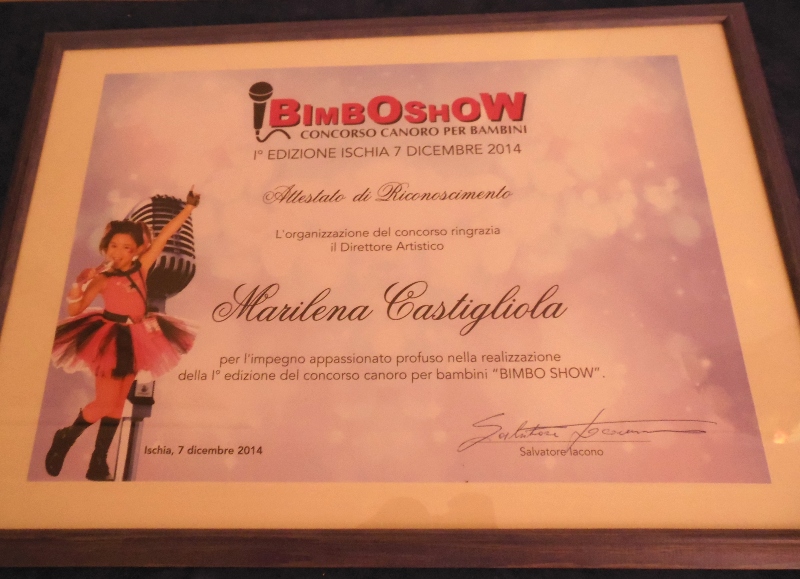 BIMBOSHOW
CONCORSO CANORO PER BAMBINI
I° EDIZIONE ISCHIA 7 DICEMBRE 2014
Attestato di Riconoscimento
L'organizzazione del concorso ringrazia
il Direttore Artistico
Marilena Castigliola
per l'impegno appassionato profuso nella realizzazione
della I° edizione del concorso canoro per bambini "BIMBO SHOW".
Salvatore Iacono
Ischia, 7 dicembre 2014
Salvatore Iacono